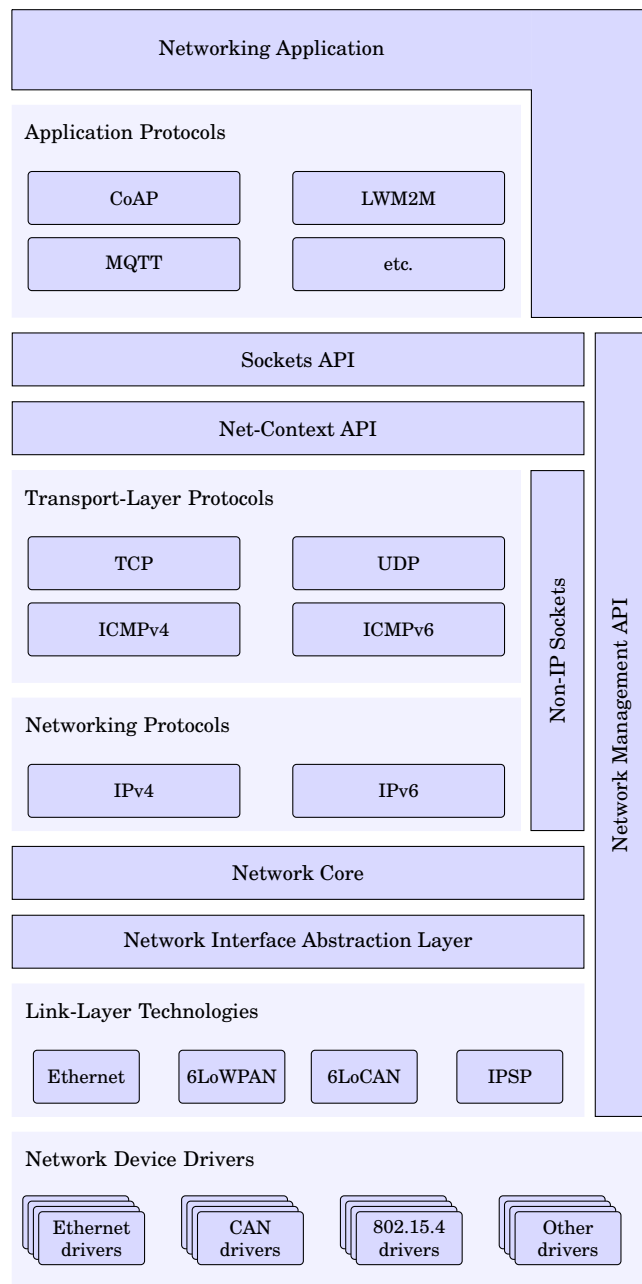 Networking Application
Application Protocols
CoAP
LWM2M
MQTT
etc.
Sockets API
Net-Context API
Transport-Layer Protocols
TCP
UDP
ICMPv4
ICMPv6
Non-IP Sockets
Network Management API
Networking Protocols
IPv4
IPv6
Network Core
Network Interface Abstraction Layer
Link-Layer Technologies
Ethernet
6LoWPAN
6LoCAN
IPSP
Network Device Drivers
Ethernet
drivers
CAN
drivers
802.15.4
drivers
Other
drivers